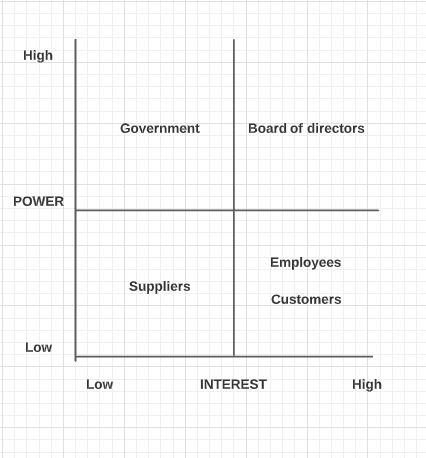 High
Government
Board of directors
POWER
Employees
Suppliers
Customers
Low
Low
INTEREST
High